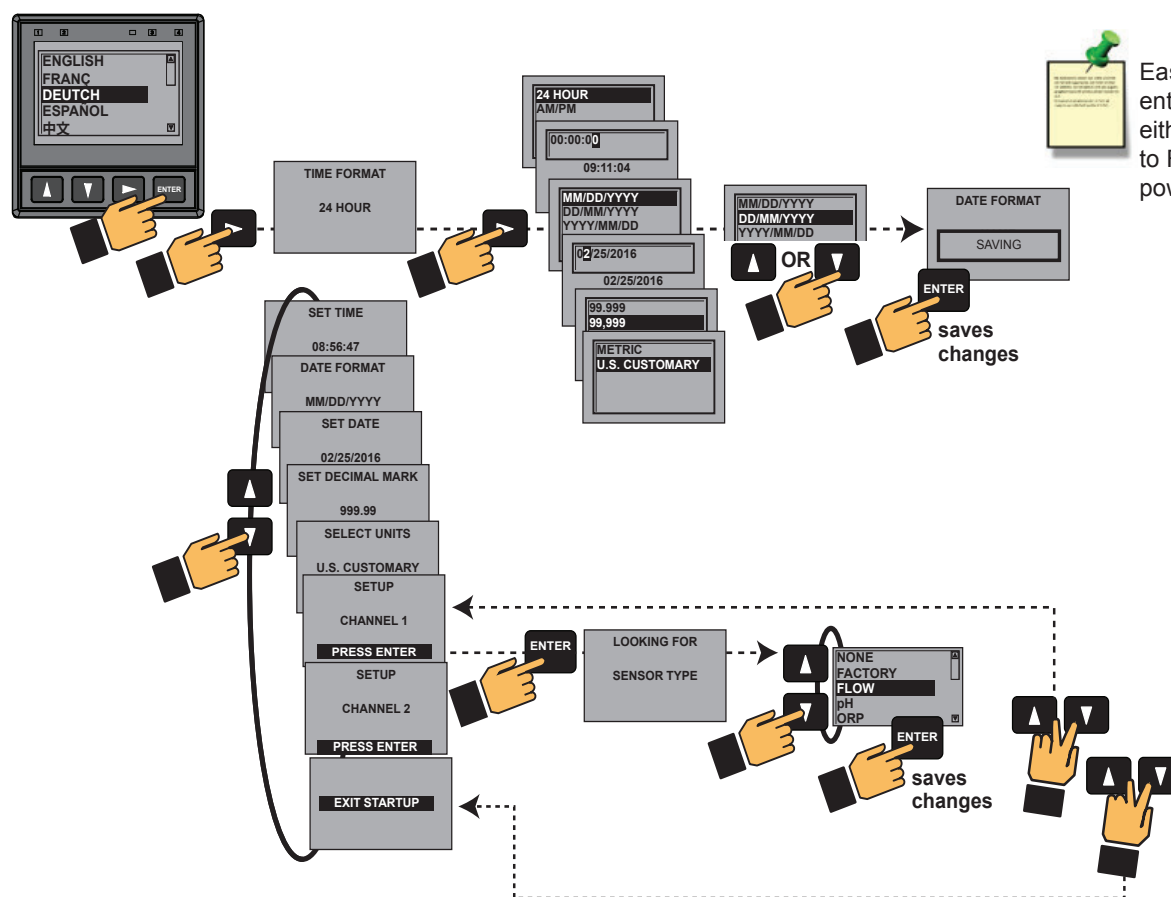 1 2 3 4
ENGLISH
FRANÇ
DEUTCH
ESPAÑOL
中文
ENTER
TIME FORMAT
24 HOUR
24 HOUR
AM/PM
00:00:00
09:11:04
MM/DD/YYYY
DD/MM/YYYY
YYYY/MM/DD
02/25/2016
02/25/2016
99.999
99,999
METRIC
U.S. CUSTOMARY
MM/DD/YYYY
DD/MM/YYYY
YYYY/MM/DD
OR
DATE FORMAT
SAVING
ENTER
saves
changes
Eas
ent
eith
to F
pow
SET TIME
08:56:47
DATE FORMAT
MM/DD/YYYY
SET DATE
02/25/2016
SET DECIMAL MARK
999.99
SELECT UNITS
U.S. CUSTOMARY
SETUP
CHANNEL 1
PRESS ENTER
SETUP
CHANNEL 2
PRESS ENTER
EXIT STARTUP
ENTER
LOOKING FOR
SENSOR TYPE
NONE
FACTORY
FLOW
pH
ORP
ENTER
saves
changes